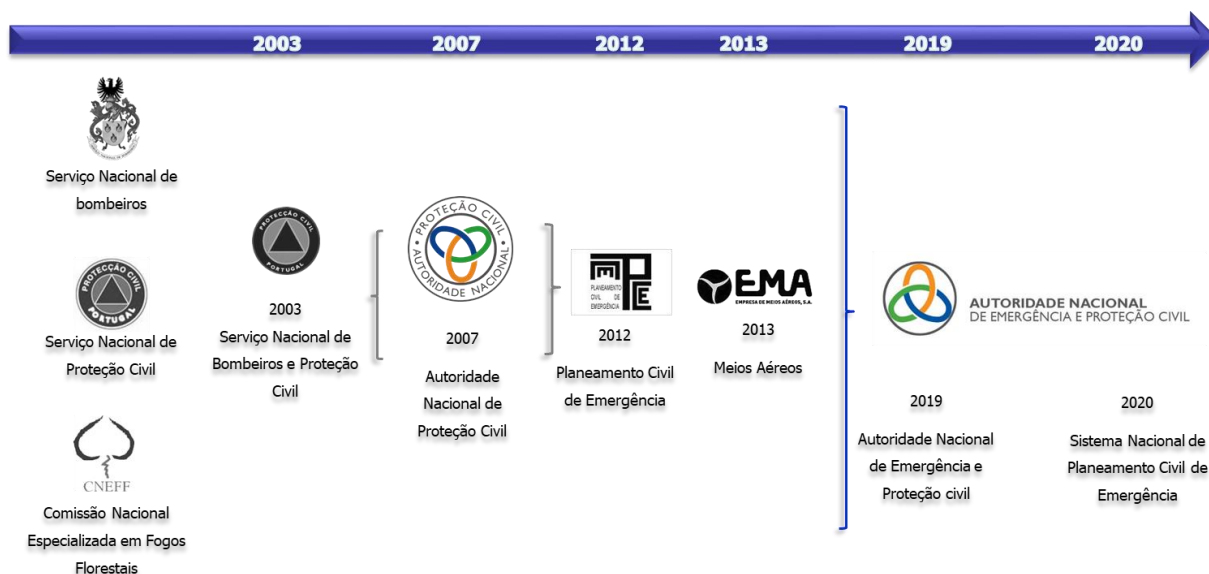 2003
2007
2012
2013
2019
2020
Serviço Nacional de
bombeiros
PROTECÇÃO CIVIL
PORTUGAL
Serviço Nacional de
Proteção Civil
CNEFF
Comissão Nacional
Especializada em Fogos
Florestais
PROTECÇÃO CIVIL
PORTUGAL
2003
Serviço Nacional de
Bombeiros e Proteção
Civil
PROTEÇÃO CIVIL
AUTORIDADE NACIONAL
2007
Autoridade
Nacional de
Proteção Civil
PLANEAMENTO
CIVIL DE
EMERGÊNCIA
2012
Planeamento Civil
de Emergência
EMA
EMPRESA DE MEIOS AÉREOS, S.A.
2013
Meios Aéreos
AUTORIDADE NACIONAL
DE EMERGÊNCIA E PROTEÇÃO CIVIL
2019
Autoridade Nacional
de Emergência e
Proteção civil
2020
Sistema Nacional de
Planeamento Civil de
Emergência